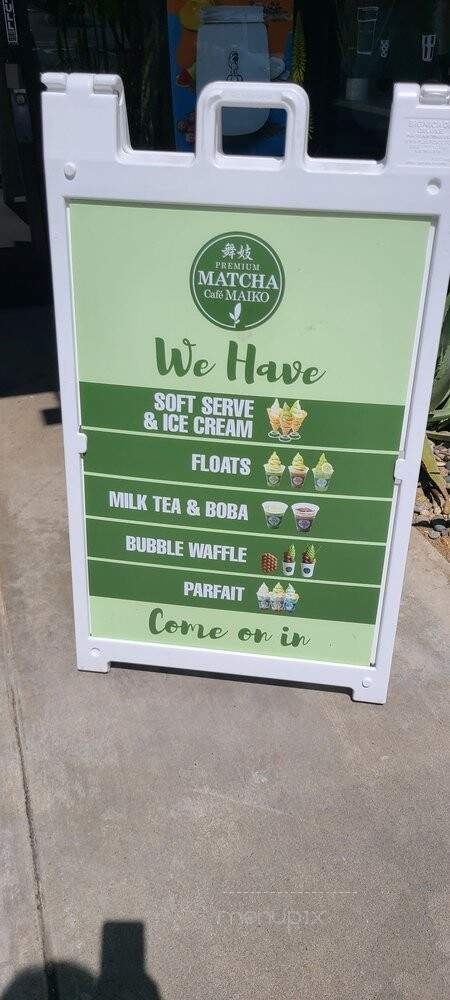 舞妓
PREMIUM
MATCHA
Café MAIKO
We Have
SOFT SERVE
& ICE CREAM
FLOATS
MILK TEA & BOBA
BUBBLE WAFFLE
PARFAIT
Come on in
menupix